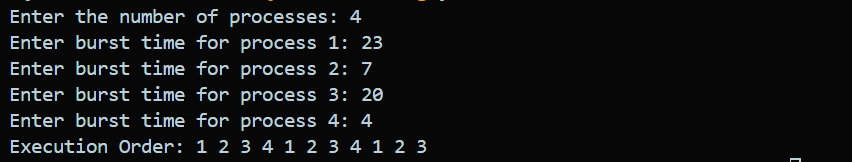 Enter the number of processes: 4
Enter burst time for process 1: 23
Enter burst time for process 2: 7
Enter burst time for process 3: 20
Enter burst time for process 4: 4
Execution Order: 1 2 3 4 1 2 3 4 1 2 3